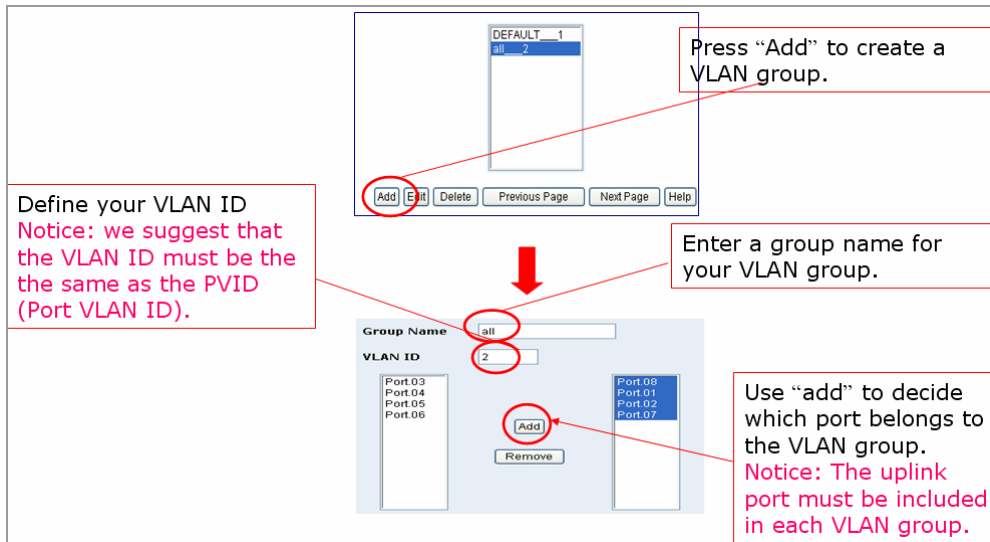 DEFAULT___1
all___2
Press “Add” to create a
VLAN group.
Add Edit Delete Previous Page Next Page Help
Define your VLAN ID
Notice: we suggest that
the VLAN ID must be the
the same as the PVID
(Port VLAN ID).
Enter a group name for
your VLAN group.
Group Name all
VLAN ID 2
Port.03
Port.04
Port.05
Port.06
Add
Remove
Port.08
Port.01
Port.02
Port.07
Use “add” to decide
which port belongs to
the VLAN group.
Notice: The uplink
port must be included
in each VLAN group.